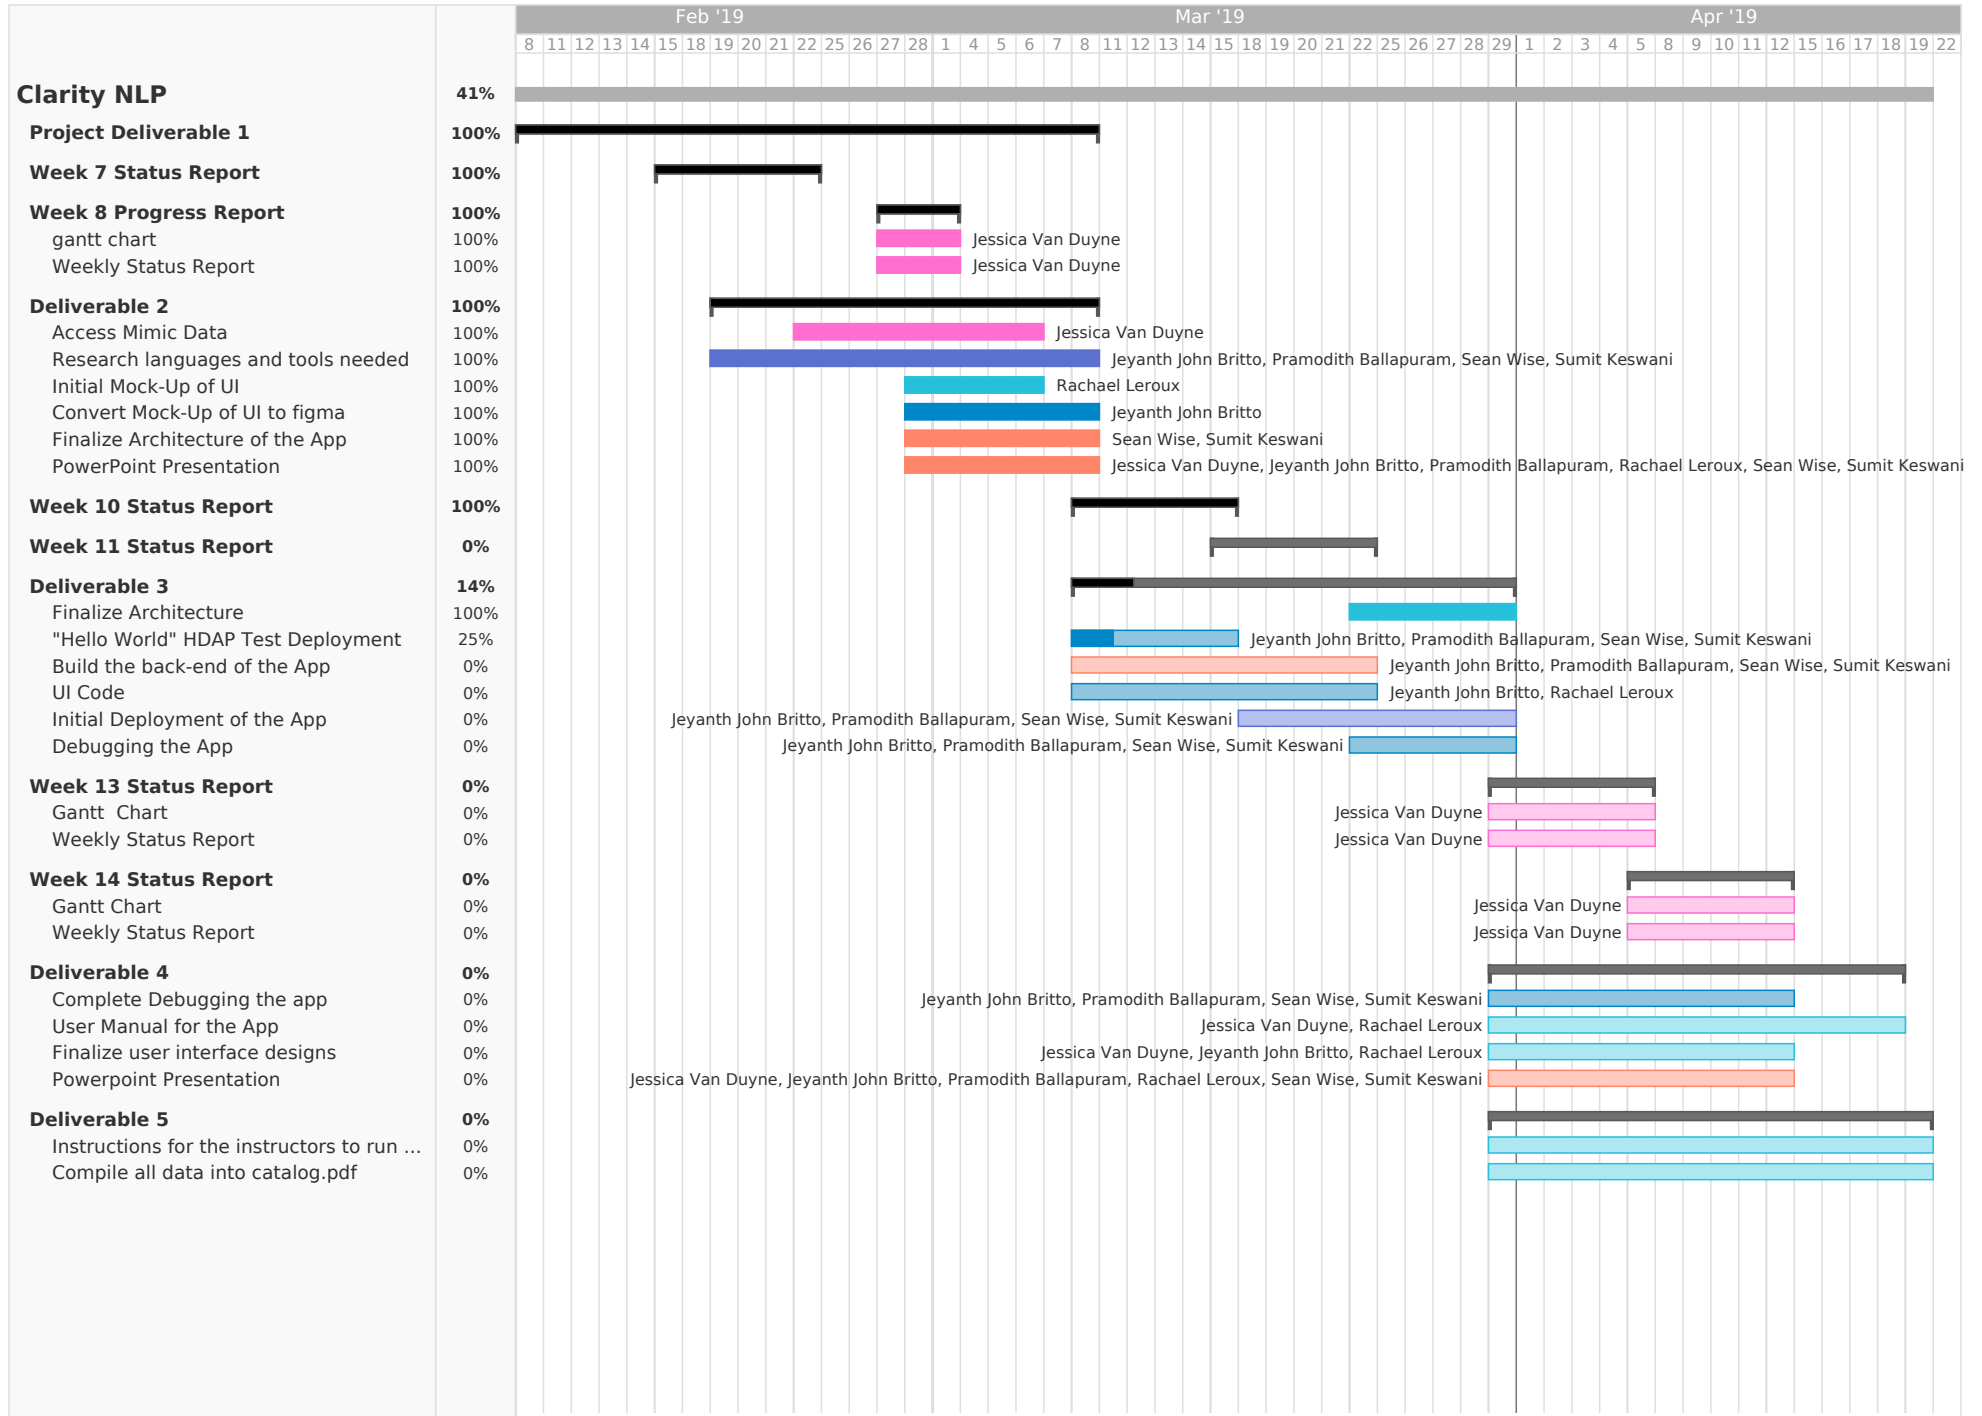 Feb '19 Mar '19 Apr '19
8 11 12 13 14 15 18 19 20 21 22 25 26 27 28 1 4 5 6 7 8 11 12 13 14 15 18 19 20 21 22 25 26 27 28 29 1 2 3 4 5 8 9 10 11 12 15 16 17 18 19 22
Clarity NLP 41%
Project Deliverable 1 100%
Week 7 Status Report 100%
Week 8 Progress Report 100%
gantt chart 100% Jessica Van Duyne
Weekly Status Report 100% Jessica Van Duyne
Deliverable 2 100%
Access Mimic Data 100% Jessica Van Duyne
Research languages and tools needed 100% Jeyanth John Britto, Pramodith Ballapuram, Sean Wise, Sumit Keswani
Initial Mock-Up of UI 100% Rachael Leroux
Convert Mock-Up of UI to figma 100% Jeyanth John Britto
Finalize Architecture of the App 100% Sean Wise, Sumit Keswani
PowerPoint Presentation 100% Jessica Van Duyne, Jeyanth John Britto, Pramodith Ballapuram, Rachael Leroux, Sean Wise, Sumit Keswani
Week 10 Status Report 100%
Week 11 Status Report 0%
Deliverable 3 14%
Finalize Architecture 100%
"Hello World" HDAP Test Deployment 25% Jeyanth John Britto, Pramodith Ballapuram, Sean Wise, Sumit Keswani
Build the back-end of the App 0% Jeyanth John Britto, Pramodith Ballapuram, Sean Wise, Sumit Keswani
UI Code 0% Jeyanth John Britto, Rachael Leroux
Initial Deployment of the App 0% Jeyanth John Britto, Pramodith Ballapuram, Sean Wise, Sumit Keswani
Debugging the App 0% Jeyanth John Britto, Pramodith Ballapuram, Sean Wise, Sumit Keswani
Week 13 Status Report 0%
Gantt  Chart 0% Jessica Van Duyne
Weekly Status Report 0% Jessica Van Duyne
Week 14 Status Report 0%
Gantt Chart 0% Jessica Van Duyne
Weekly Status Report 0% Jessica Van Duyne
Deliverable 4 0%
Complete Debugging the app 0% Jeyanth John Britto, Pramodith Ballapuram, Sean Wise, Sumit Keswani
User Manual for the App 0% Jessica Van Duyne, Rachael Leroux
Finalize user interface designs 0% Jessica Van Duyne, Jeyanth John Britto, Rachael Leroux
Powerpoint Presentation 0% Jessica Van Duyne, Jeyanth John Britto, Pramodith Ballapuram, Rachael Leroux, Sean Wise, Sumit Keswani
Deliverable 5 0%
Instructions for the instructors to run ... 0%
Compile all data into catalog.pdf 0%